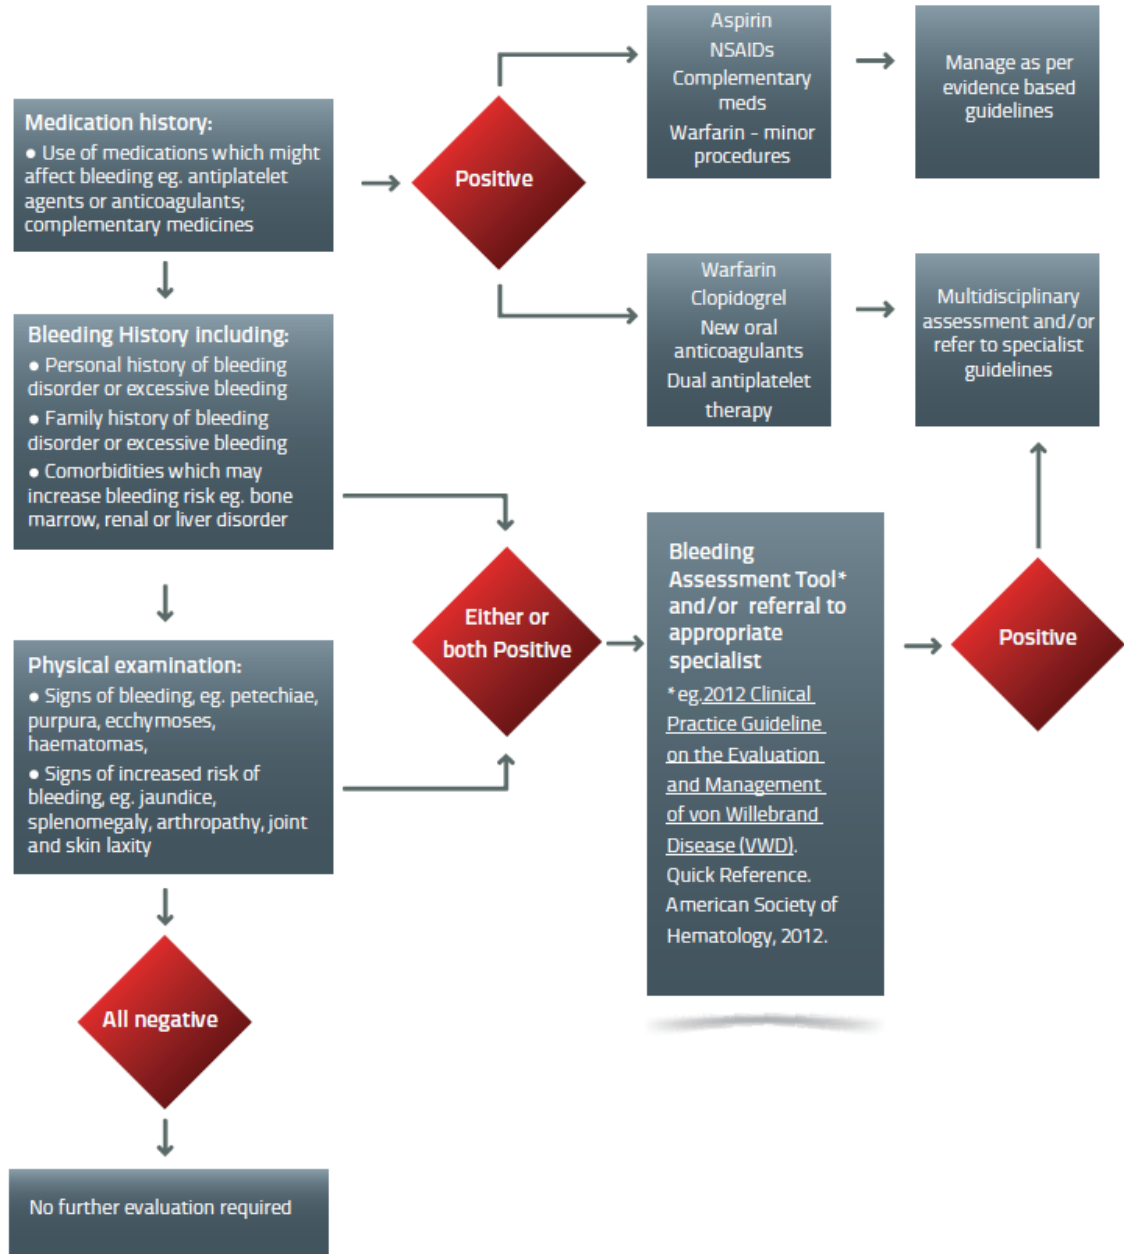 Medication history:
● Use of medications which might
affect bleeding eg. antiplatelet
agents or anticoagulants;
complementary medicines
Positive
Aspirin
NSAIDs
Complementary
meds
Warfarin - minor
procedures
Manage as per
evidence based
guidelines
Warfarin
Clopidogrel
New oral
anticoagulants
Dual antiplatelet
therapy
Multidisciplinary
assessment and/or
refer to specialist
guidelines
Bleeding History including:
● Personal history of bleeding
disorder or excessive bleeding
● Family history of bleeding
disorder or excessive bleeding
● Comorbidities which may
increase bleeding risk eg. bone
marrow, renal or liver disorder
Either or
both Positive
Bleeding
Assessment Tool*
and/or referral to
appropriate
specialist
*eg.2012 Clinical
Practice Guideline
on the Evaluation
and Management
of von Willebrand
Disease (VWD).
Quick Reference.
American Society of
Hematology, 2012.
Positive
Physical examination:
● Signs of bleeding, eg. petechiae,
purpura, ecchymoses,
haematomas,
● Signs of increased risk of
bleeding, eg. jaundice,
splenomegaly, arthropathy, joint
and skin laxity
All negative
No further evaluation required